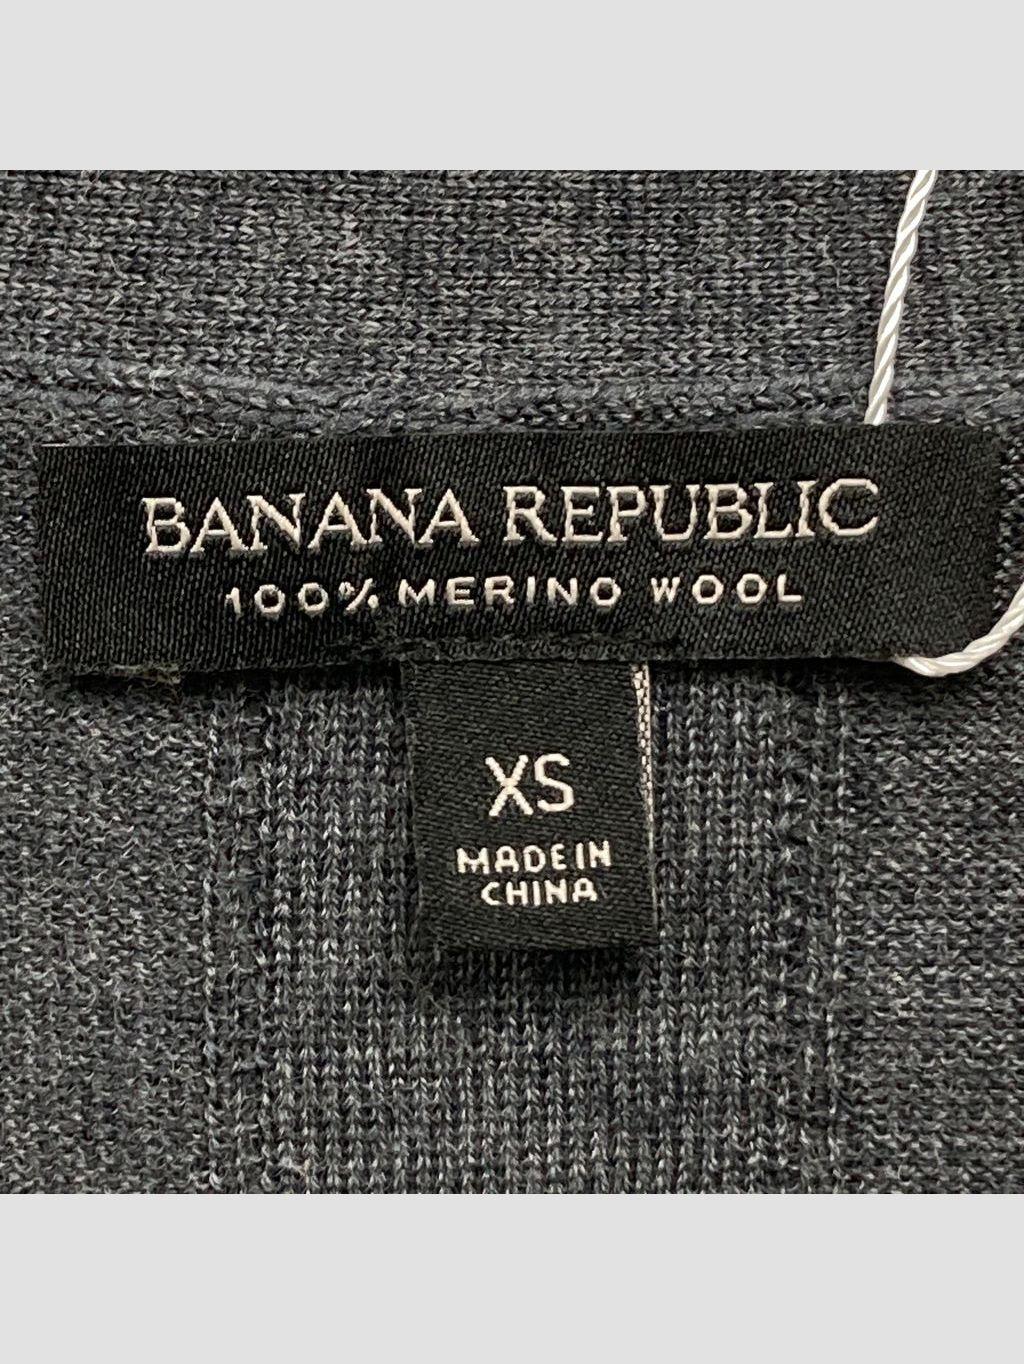 BANANA REPUBLIC
100% MERINO WOOL
XS
MADE IN
CHINA